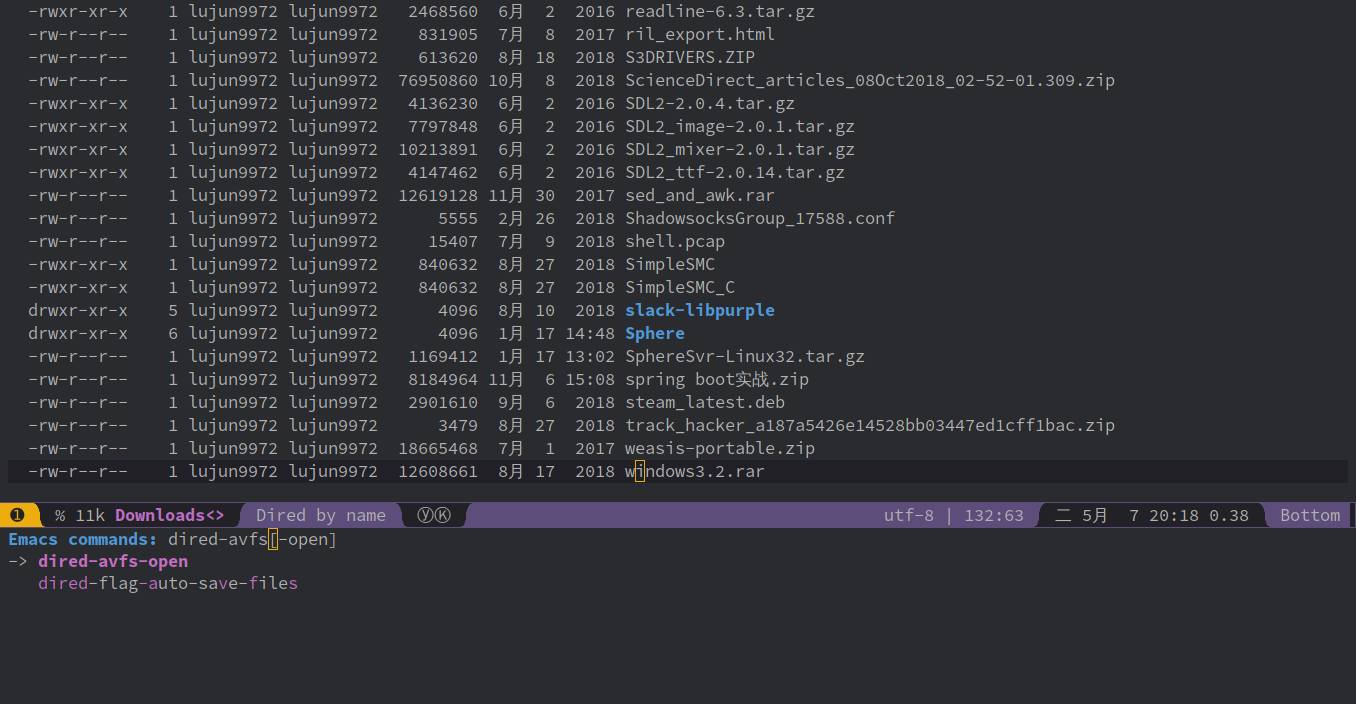 -rwxr-xr-x 1 lujun9972 lujun9972 2468560 6月 2 2016 readline-6.3.tar.gz
-rw-r--r-- 1 lujun9972 lujun9972 831905 7月 8 2017 ril_export.html
-rw-r--r-- 1 lujun9972 lujun9972 613620 8月 18 2018 S3DRIVERS.ZIP
-rw-r--r-- 1 lujun9972 lujun9972 76950860 10月 8 2018 ScienceDirect_articles_08Oct2018_02-52-01.309.zip
-rwxr-xr-x 1 lujun9972 lujun9972 4136230 6月 2 2016 SDL2-2.0.4.tar.gz
-rwxr-xr-x 1 lujun9972 lujun9972 7797848 6月 2 2016 SDL2_image-2.0.1.tar.gz
-rwxr-xr-x 1 lujun9972 lujun9972 10213891 6月 2 2016 SDL2_mixer-2.0.1.tar.gz
-rwxr-xr-x 1 lujun9972 lujun9972 4147462 6月 2 2016 SDL2_ttf-2.0.14.tar.gz
-rw-r--r-- 1 lujun9972 lujun9972 12619128 11月 30 2017 sed_and_awk.rar
-rw-r--r-- 1 lujun9972 lujun9972 5555 2月 26 2018 ShadowsocksGroup_17588.conf
-rw-r--r-- 1 lujun9972 lujun9972 15407 7月 9 2018 shell.pcap
-rwxr-xr-x 1 lujun9972 lujun9972 840632 8月 27 2018 SimpleSMC
-rwxr-xr-x 1 lujun9972 lujun9972 840632 8月 27 2018 SimpleSMC_C
drwxr-xr-x 5 lujun9972 lujun9972 4096 8月 10 2018 slack-libpurple
drwxr-xr-x 6 lujun9972 lujun9972 4096 1月 17 14:48 Sphere
-rw-r--r-- 1 lujun9972 lujun9972 1169412 1月 17 13:02 SphereSvr-Linux32.tar.gz
-rw-r--r-- 1 lujun9972 lujun9972 8184964 11月 6 15:08 spring boot实战.zip
-rw-r--r-- 1 lujun9972 lujun9972 2901610 9月 6 2018 steam_latest.deb
-rw-r--r-- 1 lujun9972 lujun9972 3479 8月 27 2018 track_hacker_a187a5426e14528bb03447ed1cff1bac.zip
-rw-r--r-- 1 lujun9972 lujun9972 18665468 7月 1 2017 weasis-portable.zip
-rw-r--r-- 1 lujun9972 lujun9972 12608661 8月 17 2018 windows3.2.rar
❶ % 11k Downloads<> Dired by name ⓨⓀ utf-8 | 132:63 二 5月 7 20:18 0.38 Bottom
Emacs commands: dired-avfs[-open]
-> dired-avfs-open
dired-flag-auto-save-files